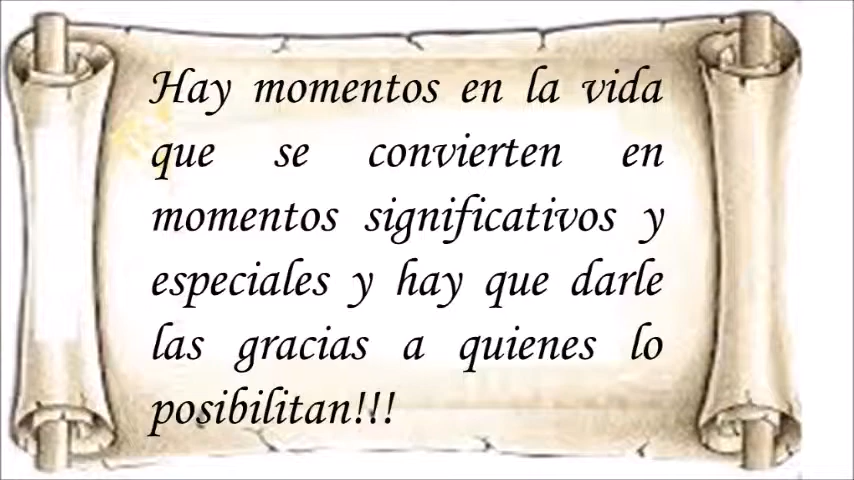 Hay momentos en la vida
que se convierten en
momentos significativos y
especiales y hay que darle
las gracias a quienes lo
posibilitan!!!